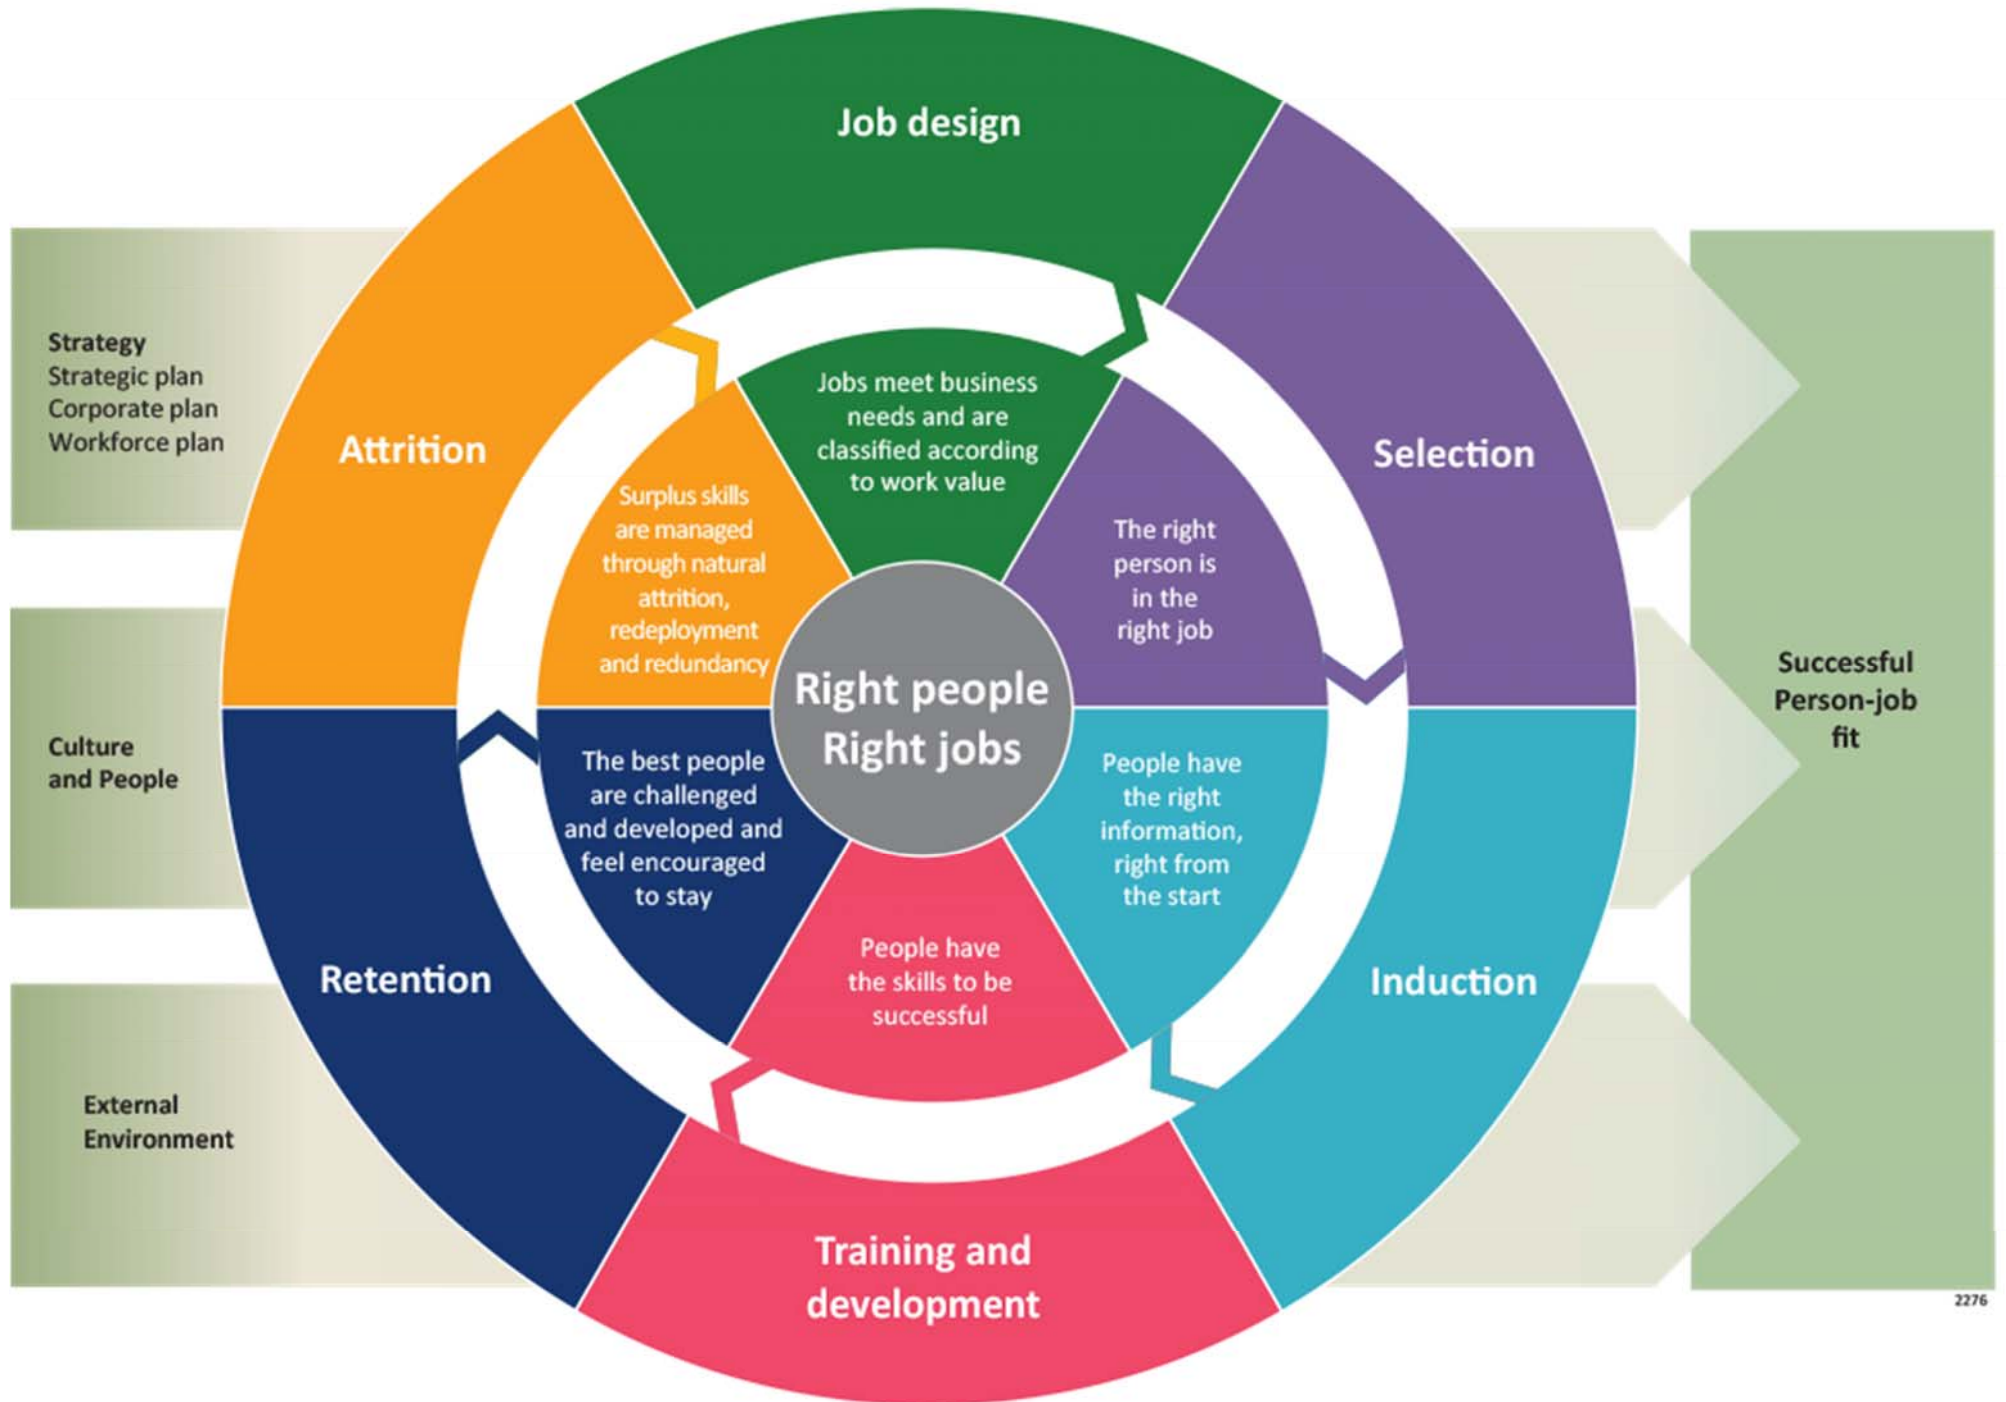 Job design
Jobs meet business
needs and are
classified according
to work value
Selection
The right
person is
in the
right job
Induction
People have
the right
information,
right from
the start
Training and
development
People have
the skills to be
successful
Retention
The best people
are challenged
and developed and
feel encouraged
to stay
Attrition
Surplus skills
are managed
through natural
attrition,
redeployment
and redundancy
Right people
Right jobs
Strategy
Strategic plan
Corporate plan
Workforce plan
Culture
and People
External
Environment
Successful
Person-job
fit
2276